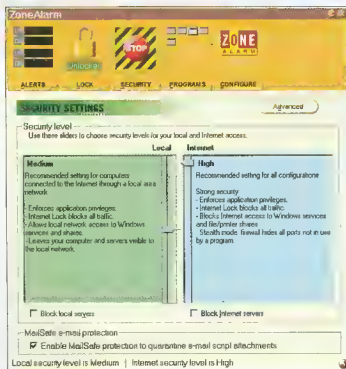 ZoneAlarm
Unlocked
STOP
ZONE
ALARM
ALERTS LOCK SECURITY PROGRAMS CONFIGURE
SECURITY SETTINGS
Advanced
Security level
Use these sliders to choose security levels for your local and Internet access.
Local Internet
Medium
Recommended setting for computers
connected to the Internet through a local area
network
- Enforces application privileges.
- Internet Lock blocks all traffic.
- Allows local network access to Windows
services and shares.
- Leaves your computer and servers visible to
the local network.
High
Recommended setting for all configurations
Strong security
- Enforces application privileges.
- Internet Lock blocks all traffic.
- Blocks Internet access to Windows services
and file/printer shares
- Stealth mode: firewall hides all ports not in use
by a program.
Block local servers
Block Internet servers
MailSafe e-mail protection
Enable MailSafe protection to quarantine e-mail script attachments
Local security level is Medium | Internet security level is High